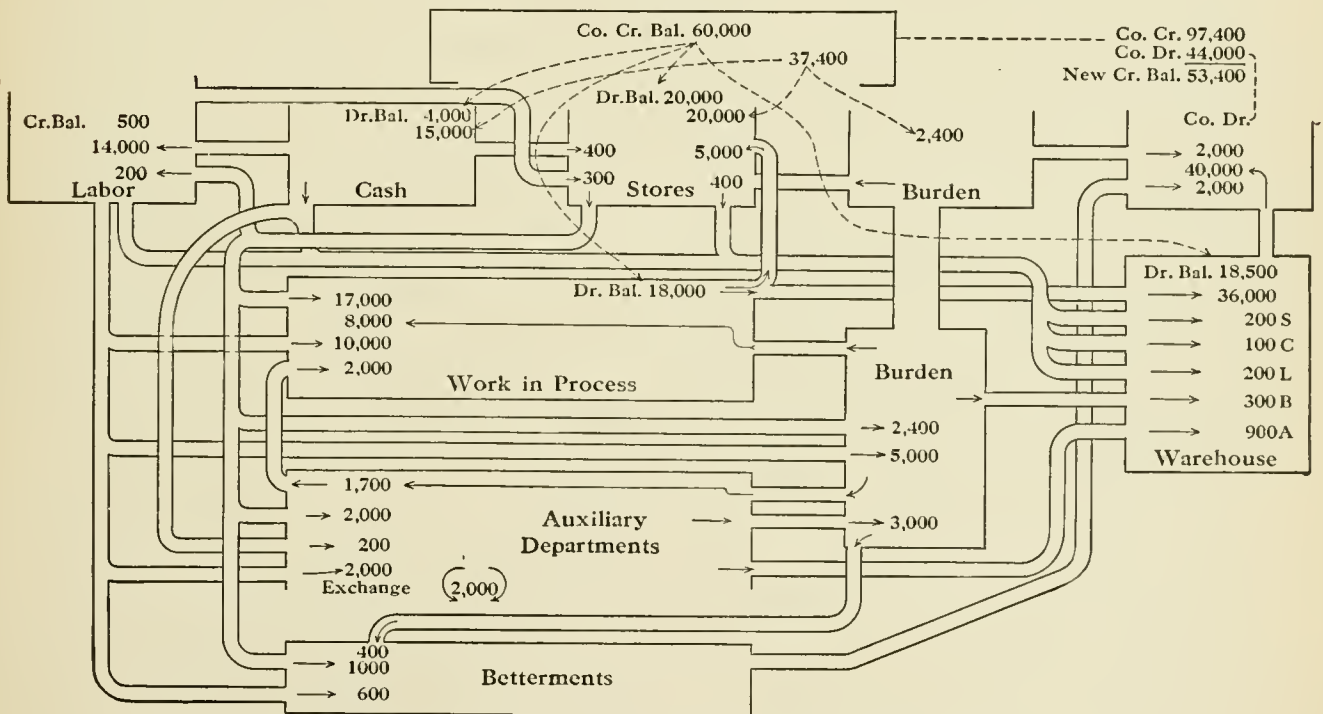 Co. Cr. Bal. 60,000
37,400
Co. Cr. 97,400
Co. Dr. 44,000
New Cr. Bal. 53,400
Co. Dr.
Cr.Bal. 500
14,000
200
Labor
Dr.Bal. 4,000
15,000
Cash
Dr.Bal. 20,000
20,000
400
5,000
300
400
Stores
2,400
Burden
2,000
40,000
2,000
Dr. Bal. 18,000
17,000
8,000
10,000
2,000
Work in Process
Burden
2,400
5,000
3,000
Dr. Bal. 18,500
36,000
200 S
100 C
200 L
300 B
900A
Warehouse
1,700
2,000
200
2,000
Exchange
2,000
Auxiliary
Departments
400
1000
600
Betterments